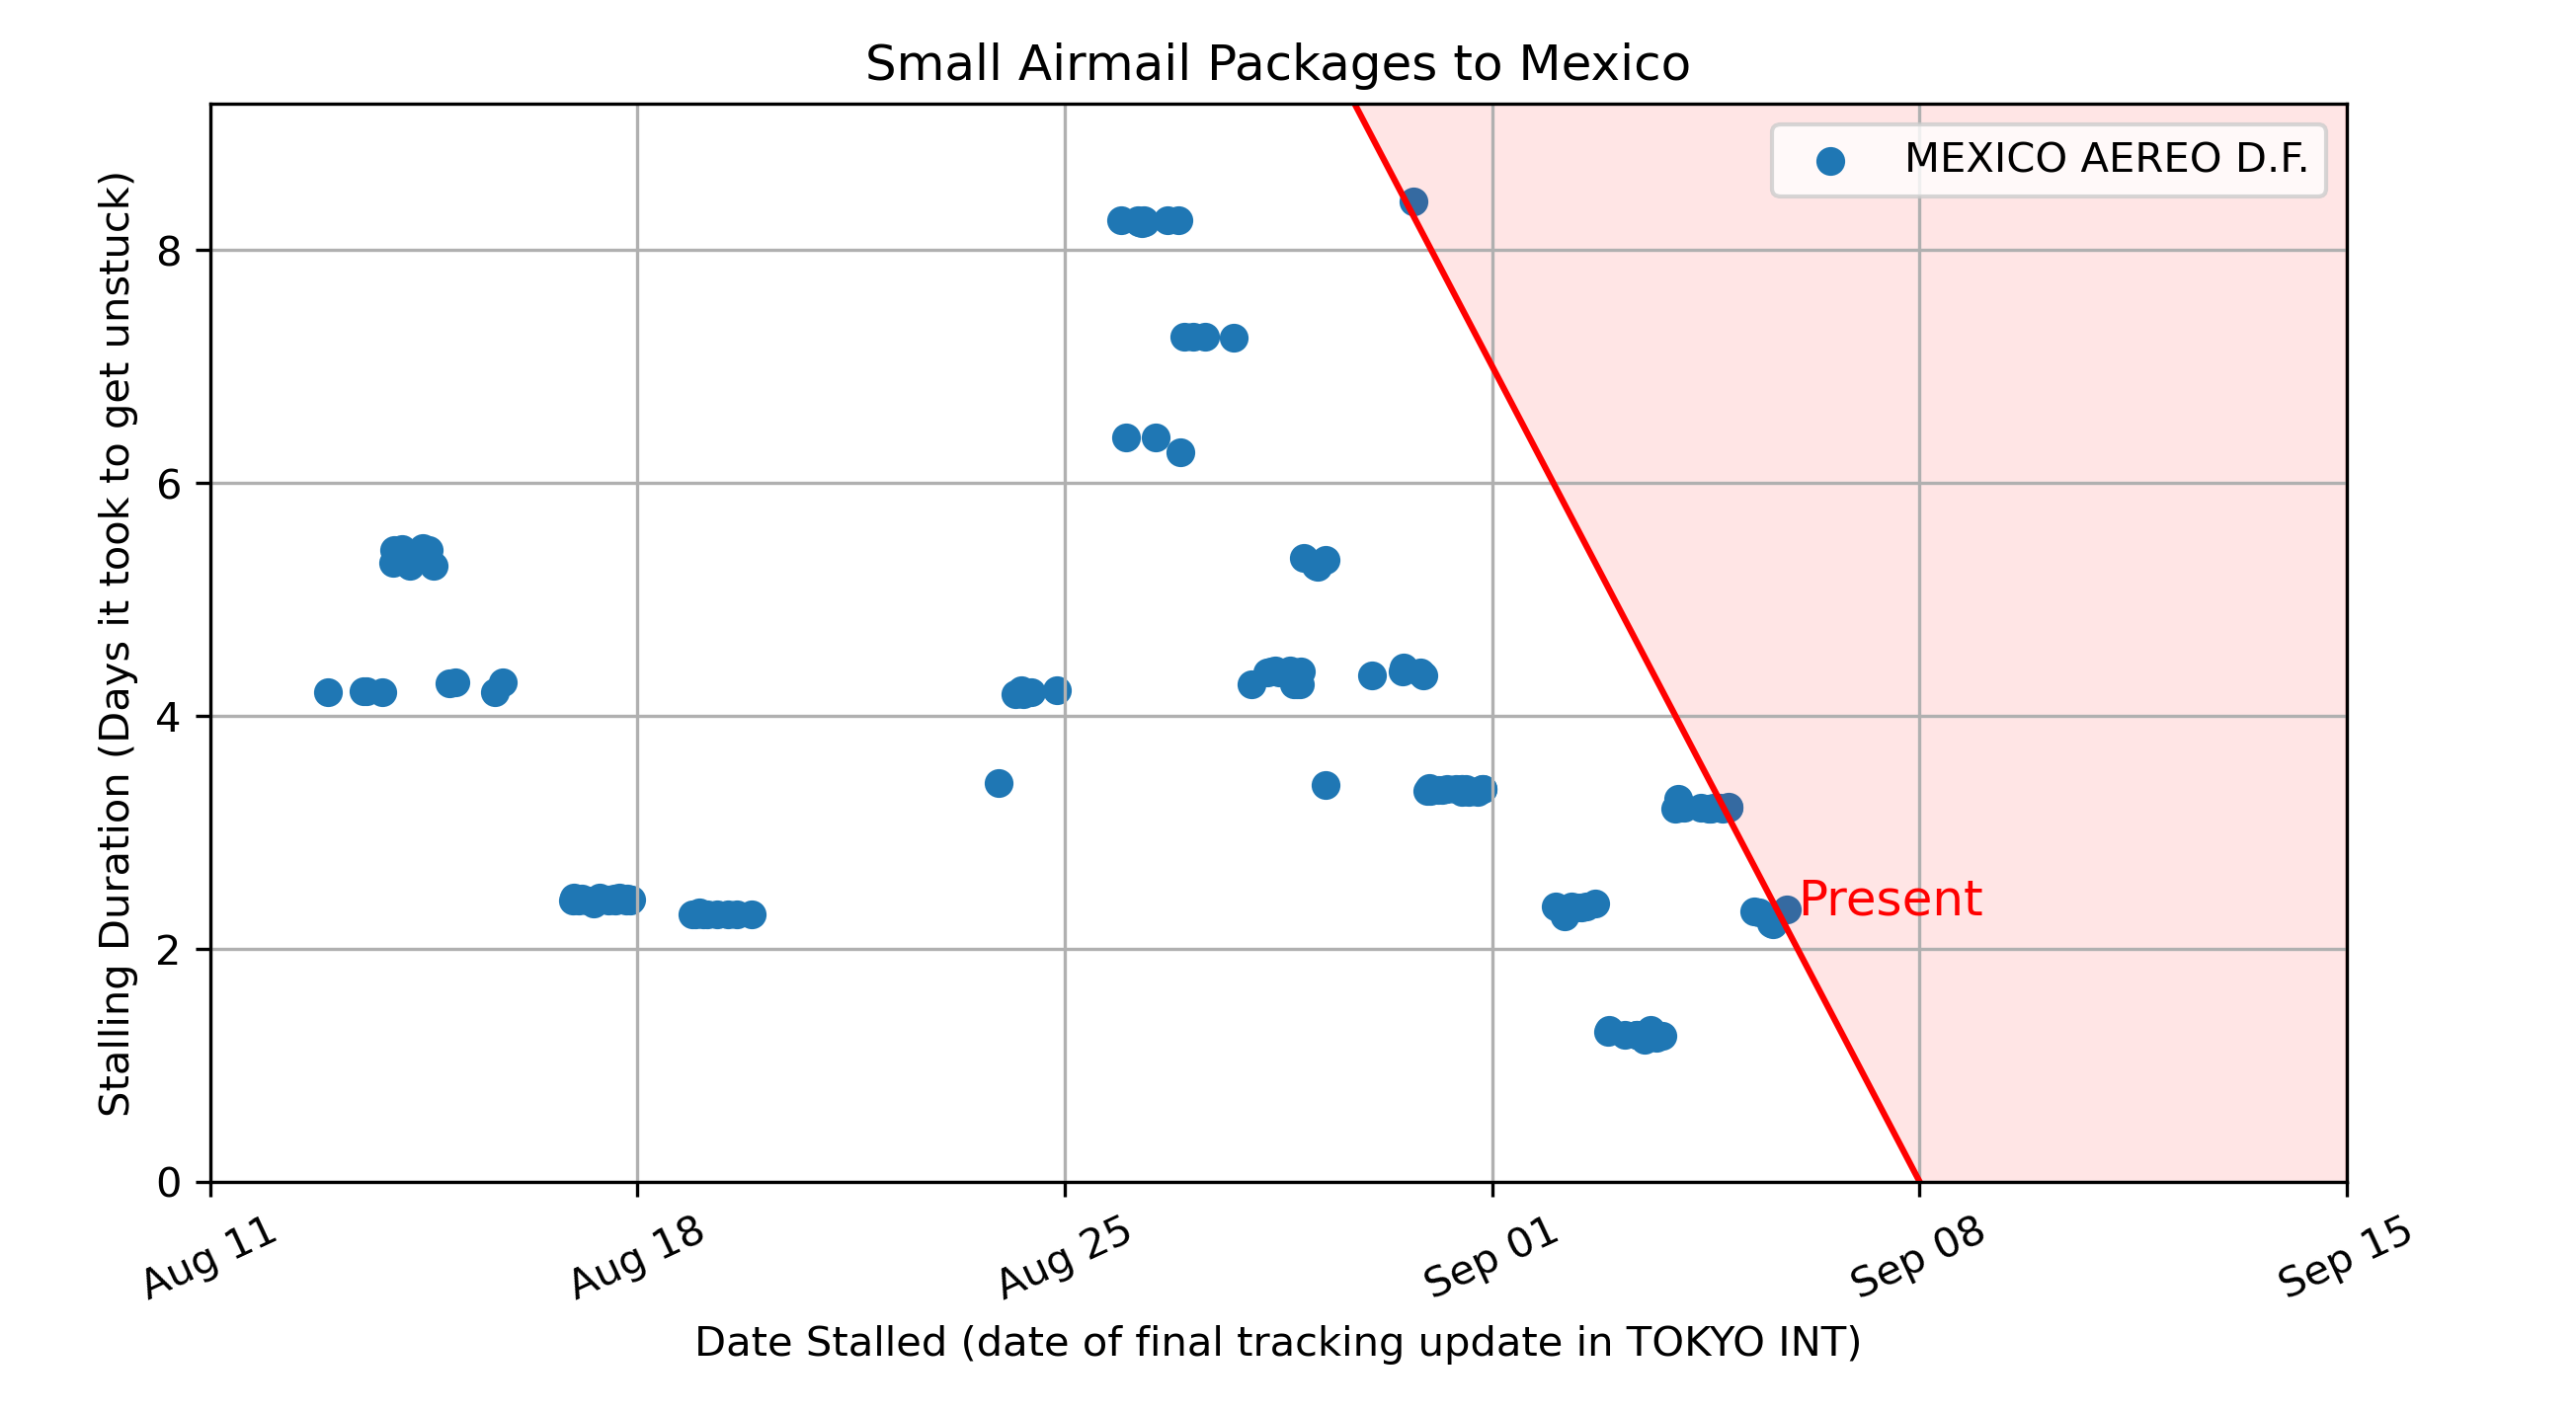 Small Airmail Packages to Mexico
MEXICO AEREO D.F.
Stalling Duration (Days it took to get unstuck)
8
6
4
2
0
Present
Aug 11
Aug 18
Aug 25
Sep 01
Sep 08
Sep 15
Date Stalled (date of final tracking update in TOKYO INT)